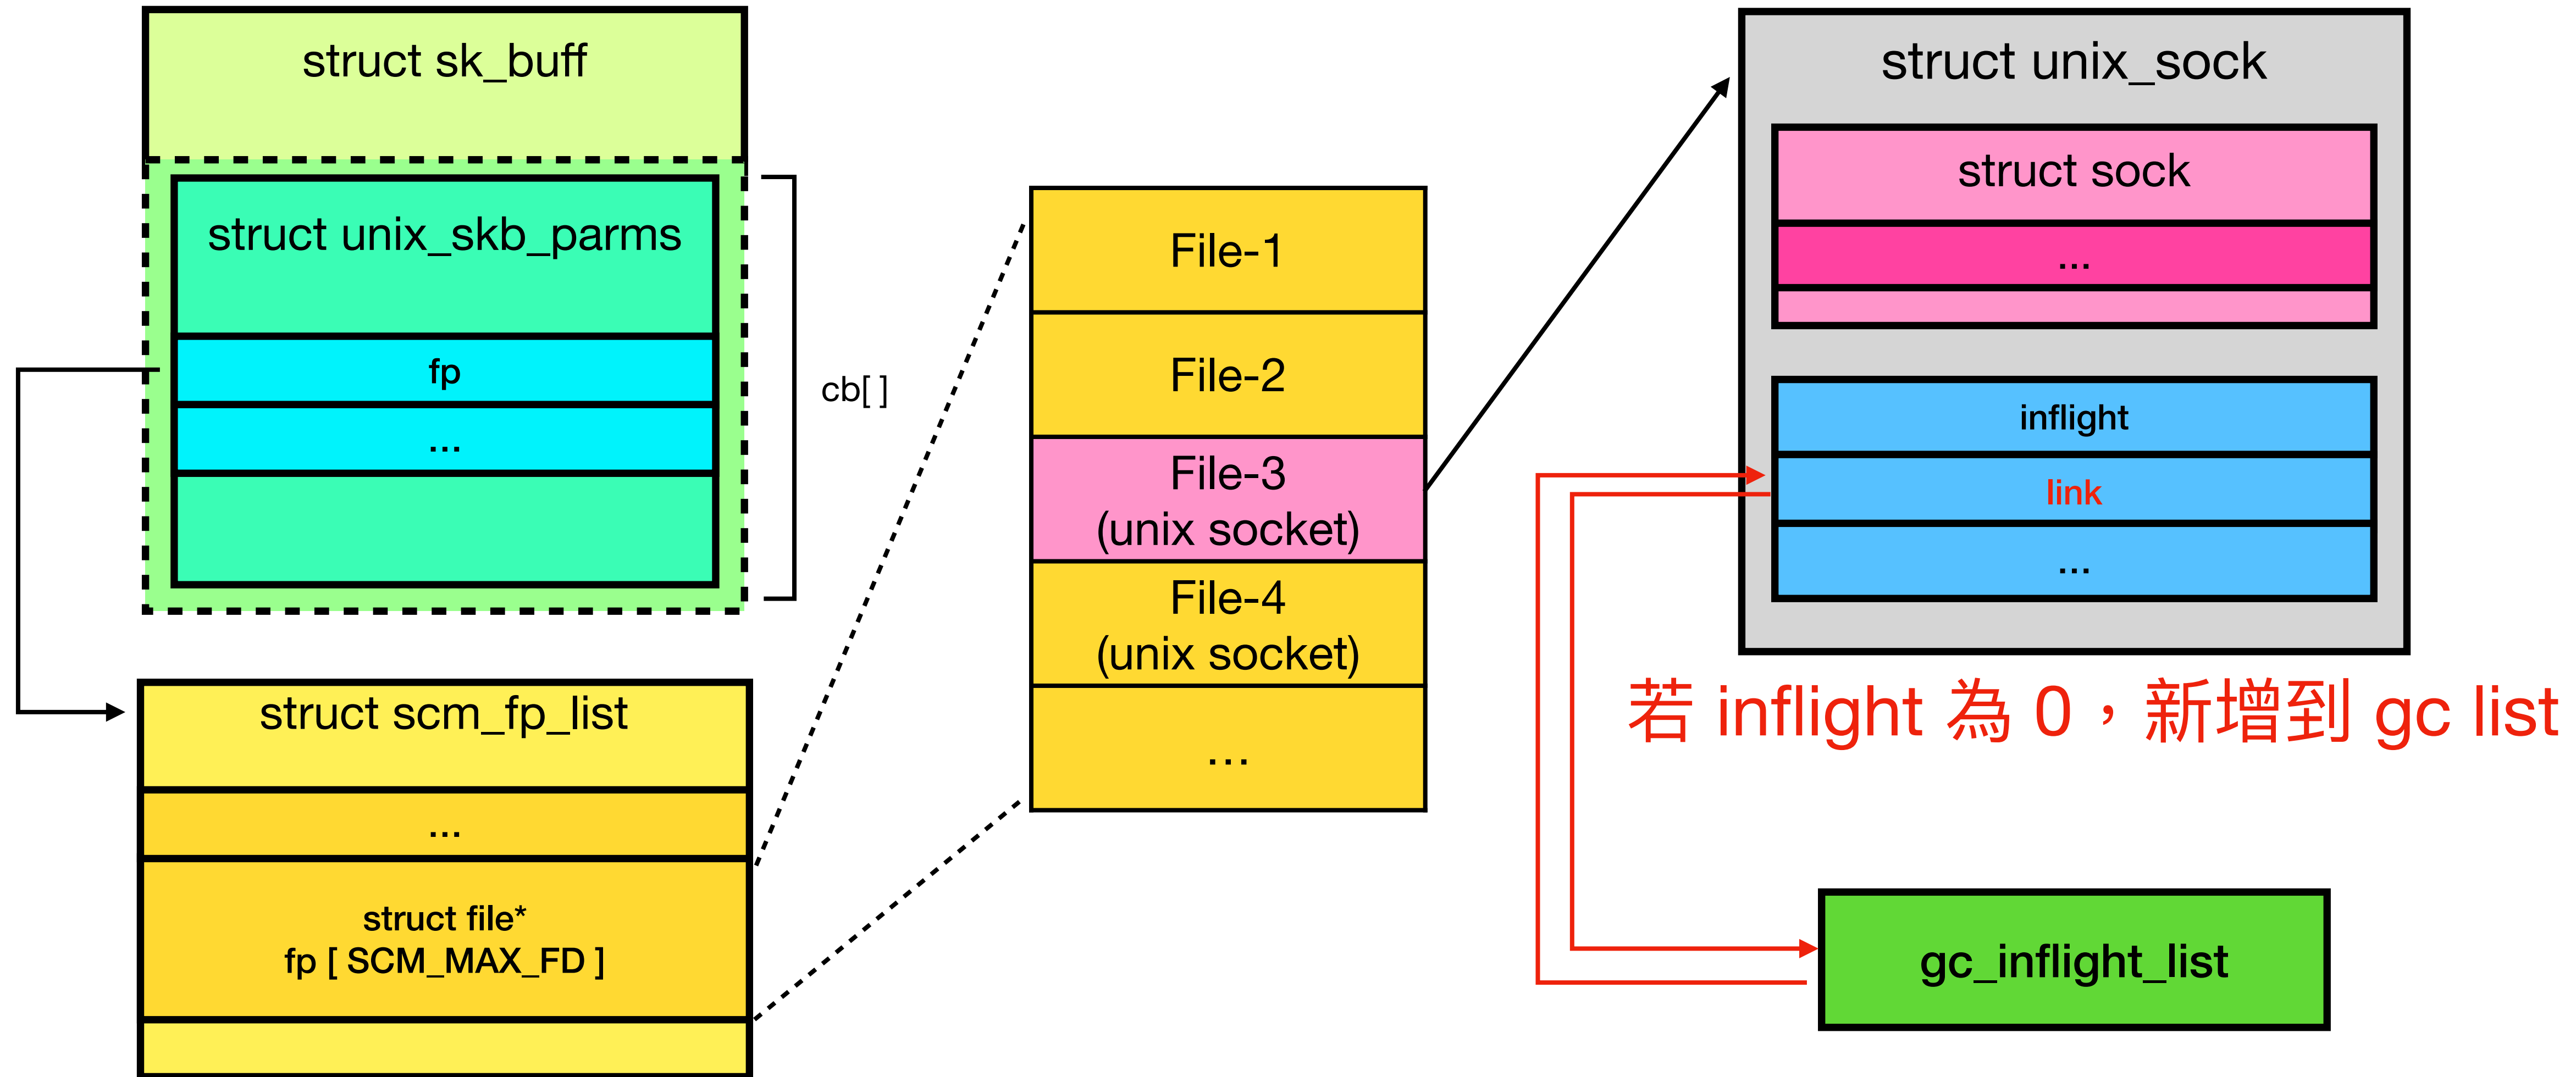 struct sk_buff
struct unix_skb_parms
fp
...
cb[ ]
struct scm_fp_list
...
struct file*
fp [ SCM_MAX_FD ]
File-1
File-2
File-3
(unix socket)
File-4
(unix socket)
...
struct unix_sock
struct sock
...
inflight
link
...
若 inflight 為 0，新增到 gc list
gc_inflight_list